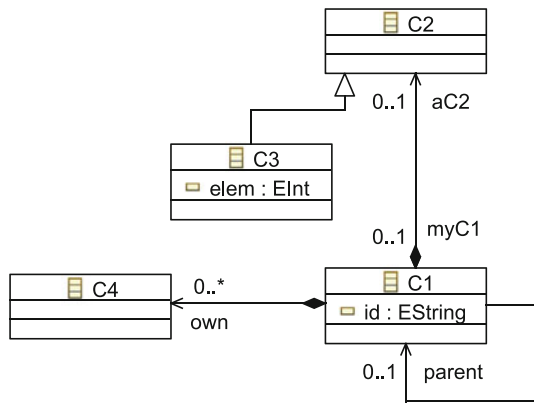 C2
0..1 aC2
C3
elem : EInt
0..1 myC1
C4
0..*
own
C1
id : EString
0..1 parent